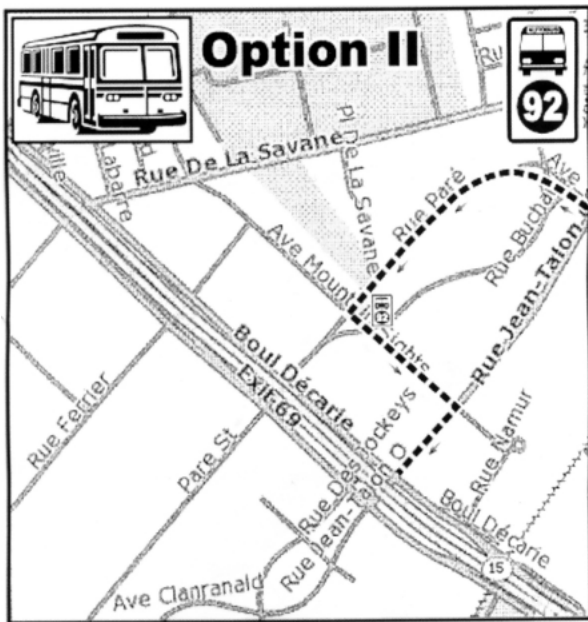 Option II
92
Ru
Rue De La Savane
Labarre
Pl De La Savane
Rue Paré
Ave
Rue Buchan
Ave Mountain Sights
Rue Jean-Talon
Boul Décarie
EXIT 69
Rue Ferrier
Pare St
Rue Des Jockeys
Rue Jean-Talon O
Rue Namur
Boul Décarie
15
Ave Clanranald